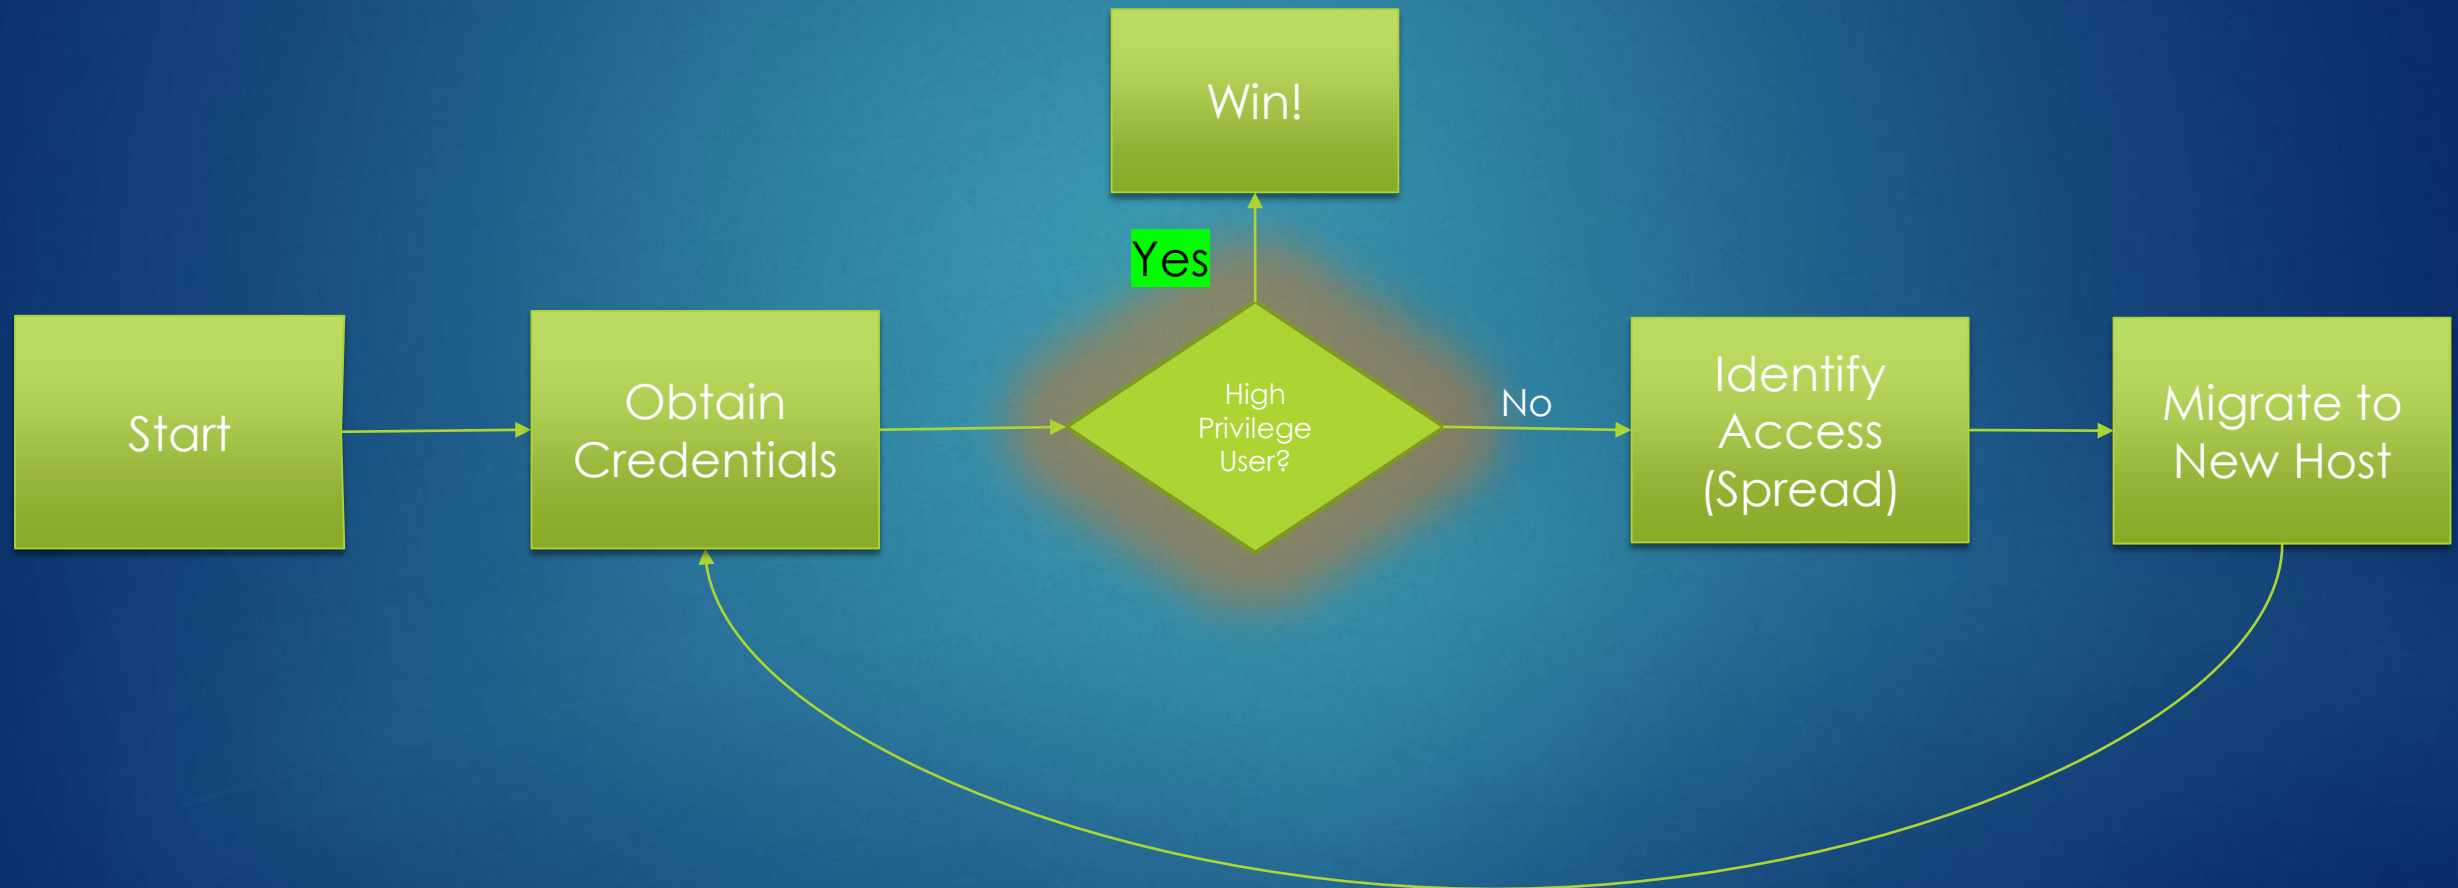 Win!
Yes
Start
Obtain
Credentials
High
Privilege
User?
No
Identify
Access
(Spread)
Migrate to
New Host